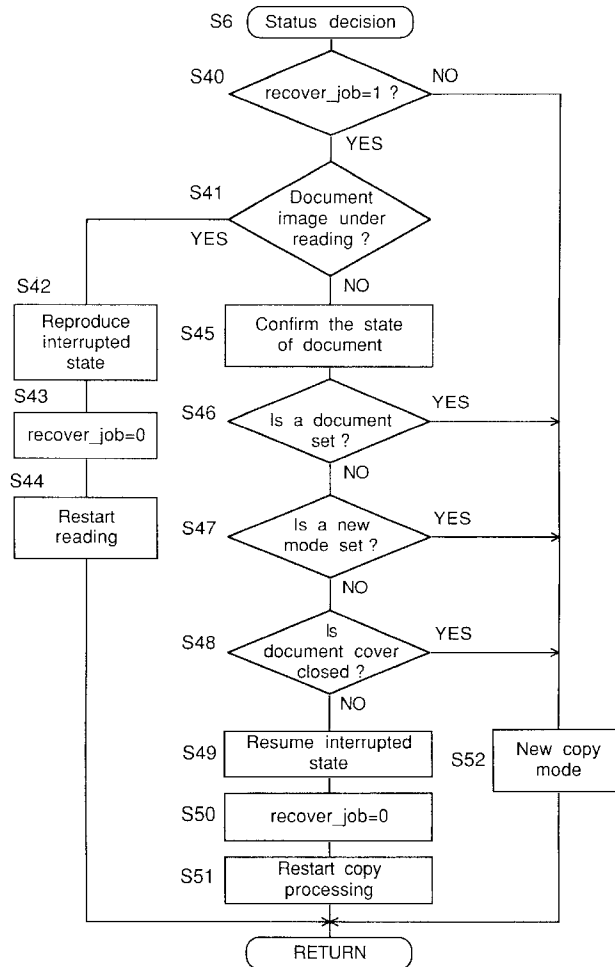 S6 Status decision
S40
recover_job=1 ?
NO
YES
S41
Document
image under
reading ?
YES
NO
S42
Reproduce
interrupted
state
S45
Confirm the state
of document
S43
recover_job=0
S46
Is a document
set ?
YES
NO
S44
Restart
reading
S47
Is a new
mode set ?
YES
NO
S48
Is
document cover
closed ?
YES
NO
S49
Resume interrupted
state
S52
New copy
mode
S50
recover_job=0
S51
Restart copy
processing
RETURN